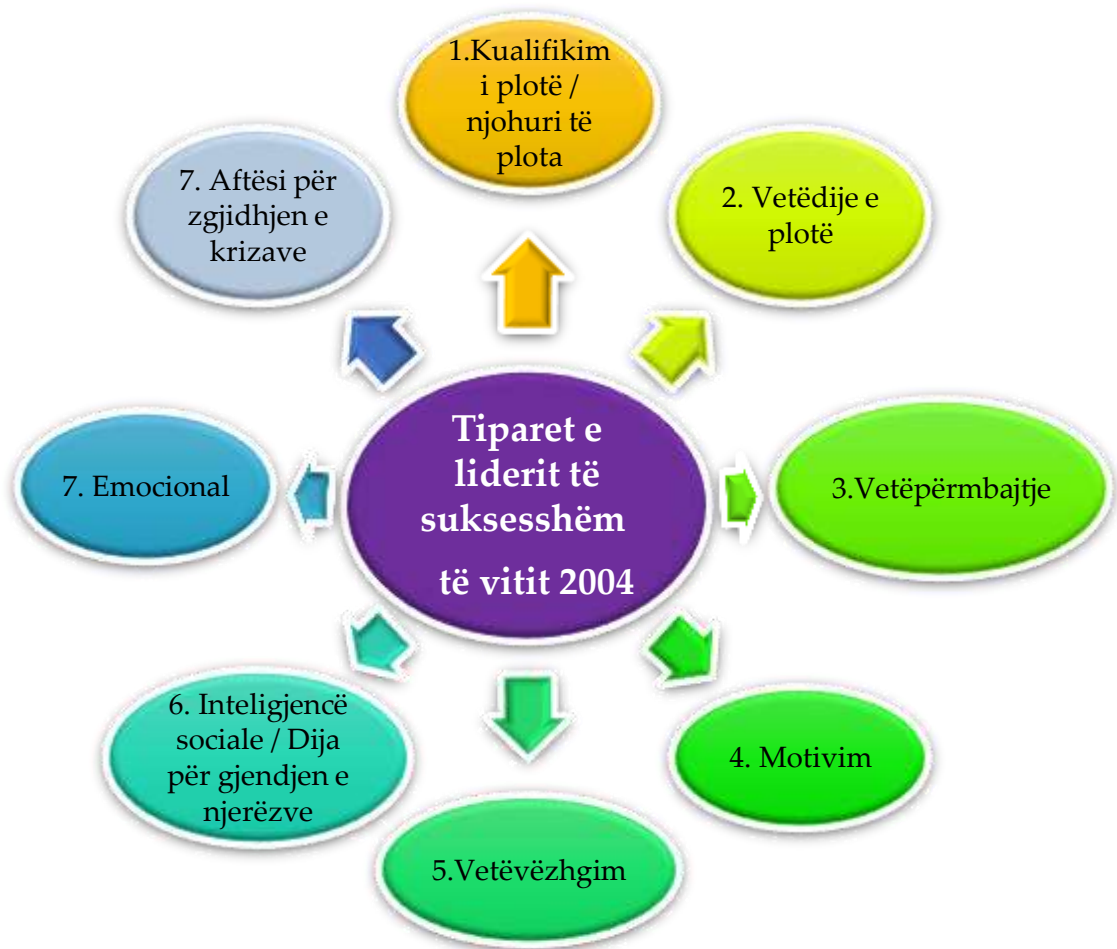 1.Kualifikim
i plotë /
njohuri të
plota
2. Vetëdije e
plotë
3.Vetëpërmbajtje
4. Motivim
5.Vetëvëzhgim
6. Inteligjencë
sociale / Dija
për gjendjen e
njerëzve
7. Emocional
7. Aftësi për
zgjidhjen e
krizave
Tiparet e
liderit të
suksesshëm
të vitit 2004